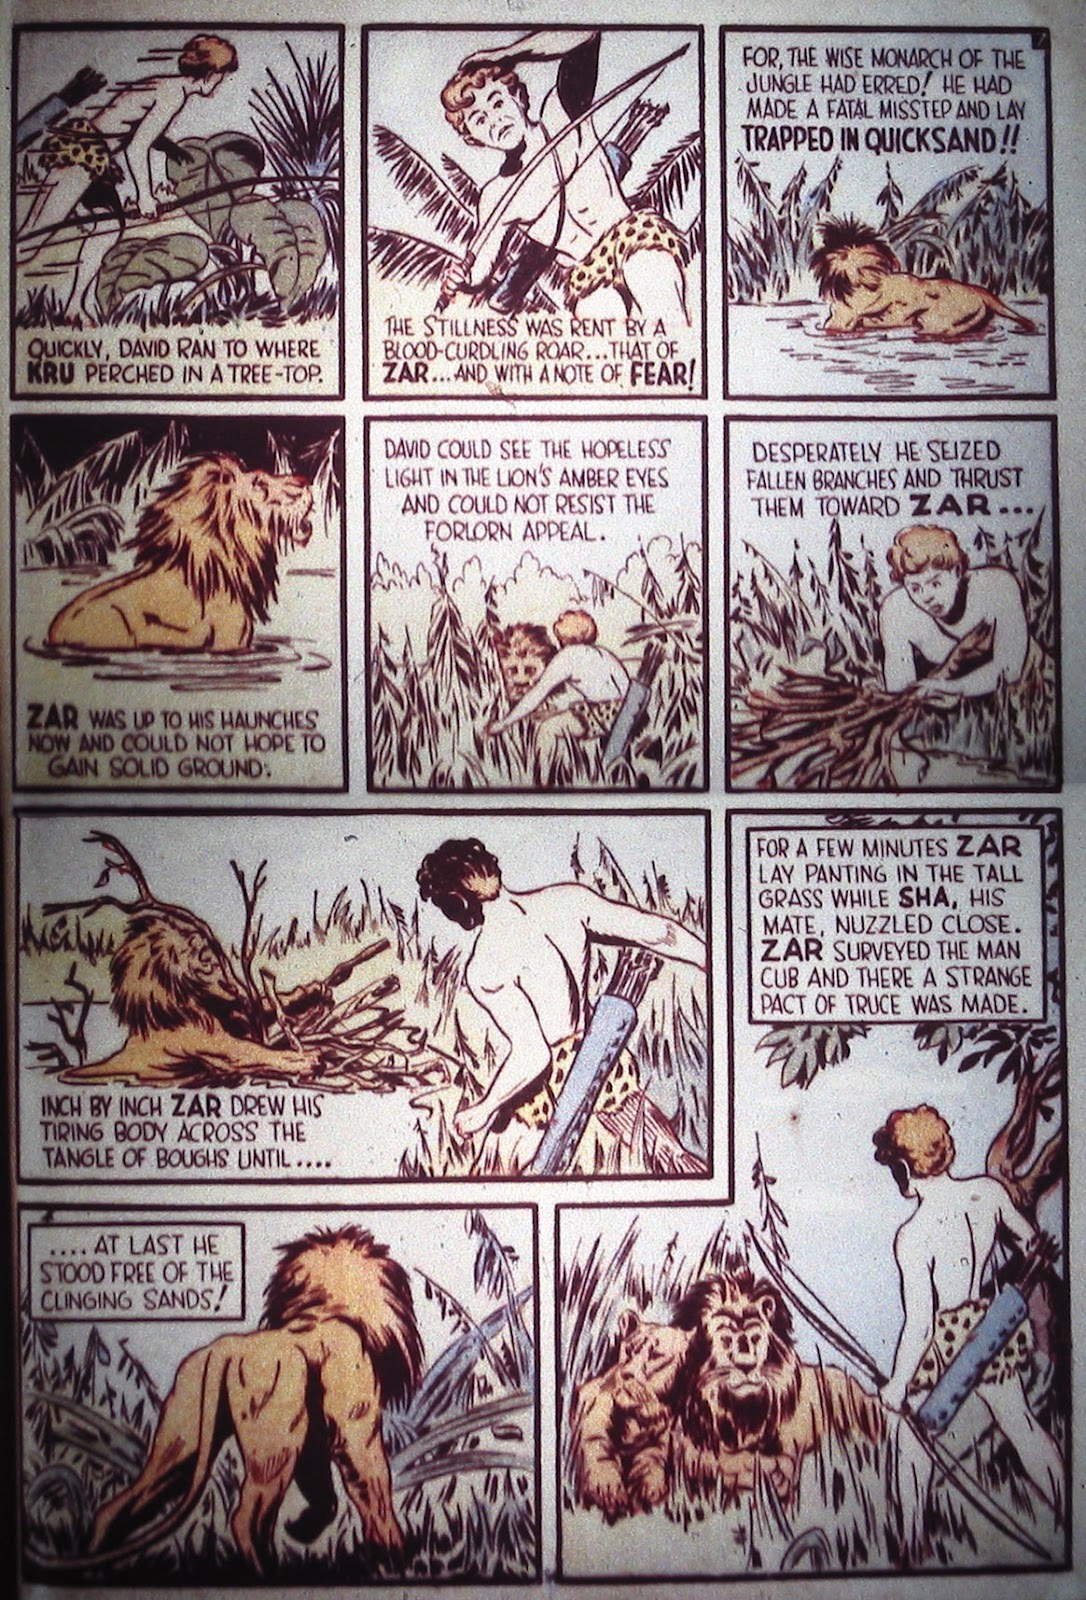 QUICKLY, DAVID RAN TO WHERE
KRU PERCHED IN A TREE-TOP.
THE STILLNESS WAS RENT BY A
BLOOD-CURDLING ROAR...THAT OF
ZAR...AND WITH A NOTE OF FEAR!
FOR, THE WISE MONARCH OF THE
JUNGLE HAD ERRED! HE HAD
MADE A FATAL MISSTEP AND LAY
TRAPPED IN QUICKSAND!!
ZAR WAS UP TO HIS HAUNCHES
NOW AND COULD NOT HOPE TO
GAIN SOLID GROUND.
DAVID COULD SEE THE HOPELESS
LIGHT IN THE LION'S AMBER EYES
AND COULD NOT RESIST THE
FORLORN APPEAL.
DESPERATELY HE SEIZED
FALLEN BRANCHES AND THRUST
THEM TOWARD ZAR...
INCH BY INCH ZAR DREW HIS
TIRING BODY ACROSS THE
TANGLE OF BOUGHS UNTIL....
....AT LAST HE
STOOD FREE OF THE
CLINGING SANDS!
FOR A FEW MINUTES ZAR
LAY PANTING IN THE TALL
GRASS WHILE SHA, HIS
MATE, NUZZLED CLOSE.
ZAR SURVEYED THE MAN
CUB AND THERE A STRANGE
PACT OF TRUCE WAS MADE.